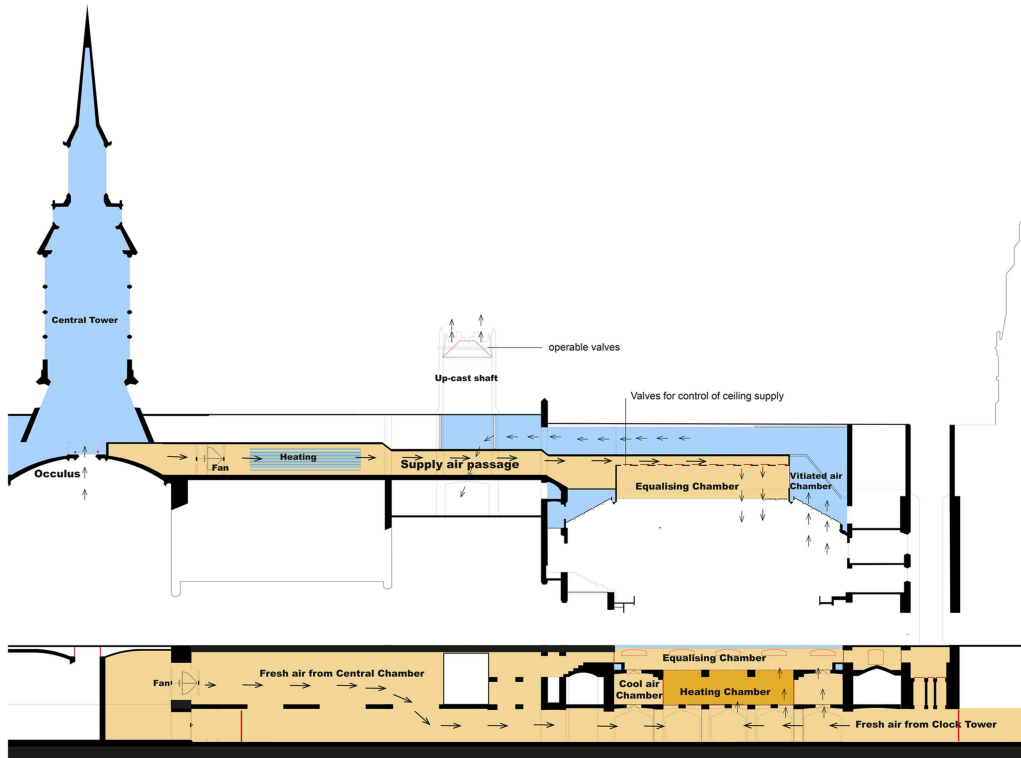 Central Tower
operable valves
Up-cast shaft
Valves for control of ceiling supply
Occulus
Fan
Heating
Supply air passage
Equalising Chamber
Vitiated air
Chamber
Equalising Chamber
Fresh air from Central Chamber
Fan
Cool air
Chamber
Heating Chamber
Fresh air from Clock Tower